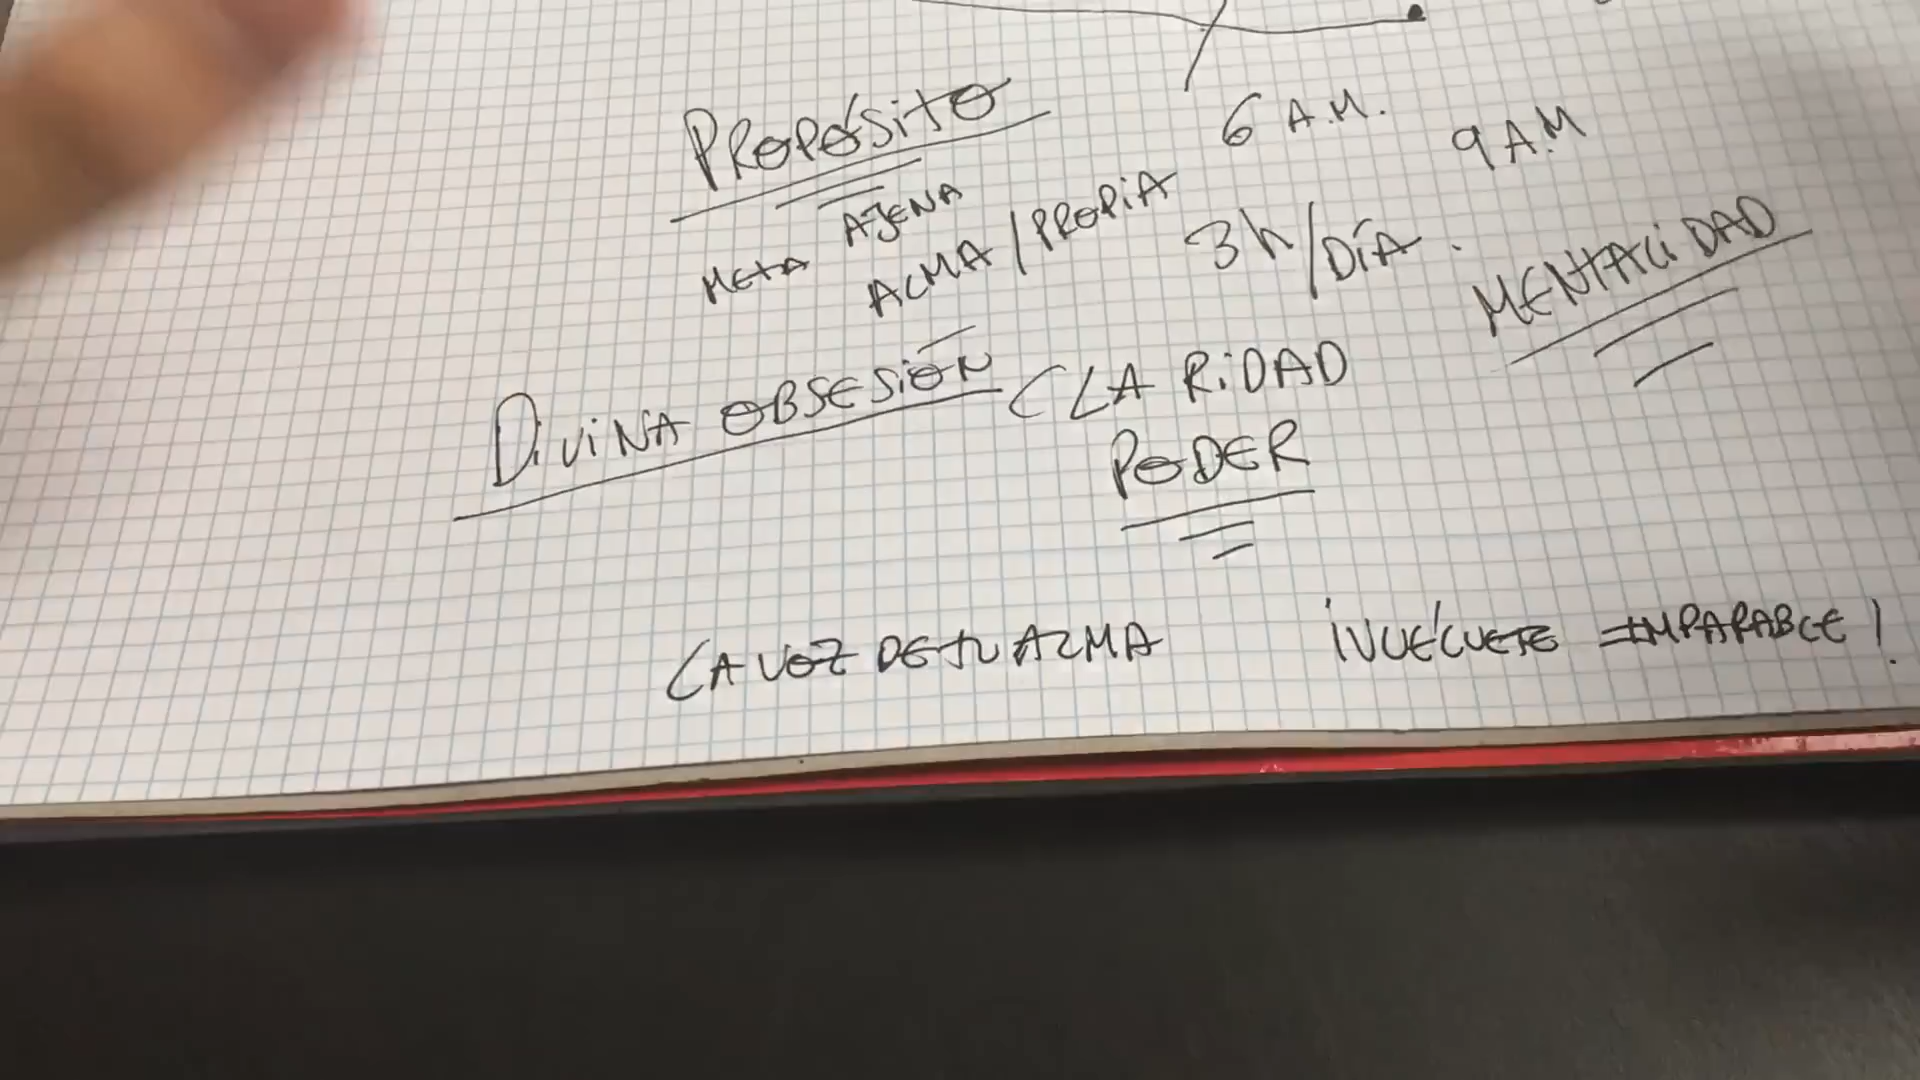 PROPÓSITO
6 A.M.
9 A.M
META AJENA
ALMA / PROPIA
3h / DÍA.
MENTALIDAD
DIVINA OBSESIÓN
CLARIDAD
PODER
LA VOZ DE TU ALMA
¡VUÉLVETE IMPARABLE!